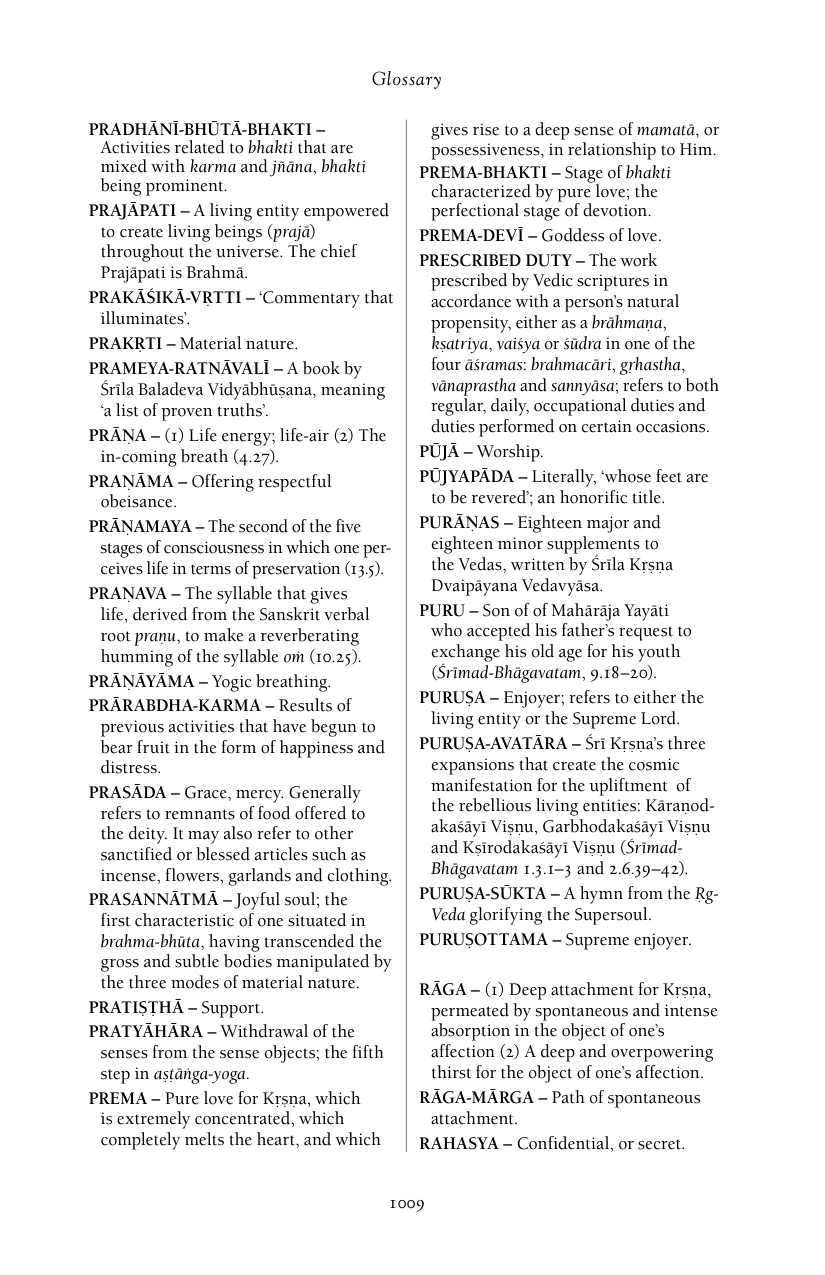 Glossary
PRADHĀNĪ-BHŪTĀ-BHAKTI –
Activities related to bhakti that are
mixed with karma and jñāna, bhakti
being prominent.
PRAJĀPATI – A living entity empowered
to create living beings (prajā)
throughout the universe. The chief
Prajāpati is Brahmā.
PRAKĀŚIKĀ-VṚTTI – ‘Commentary that
illuminates’.
PRAKṚTI – Material nature.
PRAMEYA-RATNĀVALĪ – A book by
Śrīla Baladeva Vidyābhūṣana, meaning
‘a list of proven truths’.
PRĀṆA – (1) Life energy; life-air (2) The
in-coming breath (4.27).
PRAṆĀMA – Offering respectful
obeisance.
PRĀṆAMAYA – The second of the five
stages of consciousness in which one per-
ceives life in terms of preservation (13.5).
PRAṆAVA – The syllable that gives
life, derived from the Sanskrit verbal
root praṇu, to make a reverberating
humming of the syllable oṁ (10.25).
PRĀṆĀYĀMA – Yogic breathing.
PRĀRABDHA-KARMA – Results of
previous activities that have begun to
bear fruit in the form of happiness and
distress.
PRASĀDA – Grace, mercy. Generally
refers to remnants of food offered to
the deity. It may also refer to other
sanctified or blessed articles such as
incense, flowers, garlands and clothing.
PRASANNĀTMĀ – Joyful soul; the
first characteristic of one situated in
brahma-bhūta, having transcended the
gross and subtle bodies manipulated by
the three modes of material nature.
PRATIṢṬHĀ – Support.
PRATYĀHĀRA – Withdrawal of the
senses from the sense objects; the fifth
step in aṣṭāṅga-yoga.
PREMA – Pure love for Kṛṣṇa, which
is extremely concentrated, which
completely melts the heart, and which
gives rise to a deep sense of mamatā, or
possessiveness, in relationship to Him.
PREMA-BHAKTI – Stage of bhakti
characterized by pure love; the
perfectional stage of devotion.
PREMA-DEVĪ – Goddess of love.
PRESCRIBED DUTY – The work
prescribed by Vedic scriptures in
accordance with a person’s natural
propensity, either as a brāhmaṇa,
kṣatriya, vaiśya or śūdra in one of the
four āśramas: brahmacāri, gṛhastha,
vānaprastha and sannyāsa; refers to both
regular, daily, occupational duties and
duties performed on certain occasions.
PŪJĀ – Worship.
PŪJYAPĀDA – Literally, ‘whose feet are
to be revered’; an honorific title.
PURĀṆAS – Eighteen major and
eighteen minor supplements to
the Vedas, written by Śrīla Kṛṣṇa
Dvaipāyana Vedavyāsa.
PURU – Son of of Mahārāja Yayāti
who accepted his father’s request to
exchange his old age for his youth
(Śrīmad-Bhāgavatam, 9.18–20).
PURUṢA – Enjoyer; refers to either the
living entity or the Supreme Lord.
PURUṢA-AVATĀRA – Śrī Kṛṣṇa’s three
expansions that create the cosmic
manifestation for the upliftment of
the rebellious living entities: Kāraṇod-
akaśāyī Viṣṇu, Garbhodakaśāyī Viṣṇu
and Kṣīrodakaśāyī Viṣṇu (Śrīmad-
Bhāgavatam 1.3.1–3 and 2.6.39–42).
PURUṢA-SŪKTA – A hymn from the Ṛg-
Veda glorifying the Supersoul.
PURUṢOTTAMA – Supreme enjoyer.
RĀGA – (1) Deep attachment for Kṛṣṇa,
permeated by spontaneous and intense
absorption in the object of one’s
affection (2) A deep and overpowering
thirst for the object of one’s affection.
RĀGA-MĀRGA – Path of spontaneous
attachment.
RAHASYA – Confidential, or secret.
1009